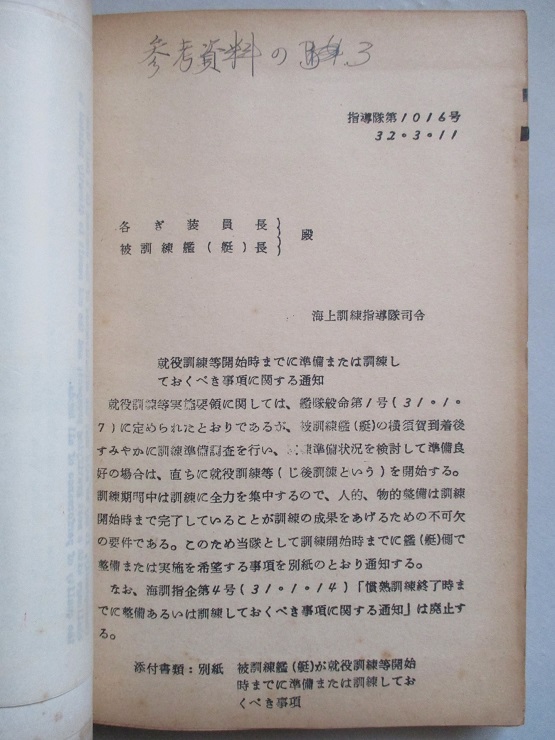 参考資料の 3
指導隊第1016号
32・3・11
各ぎ装員長
被訓練艦(艇)長
殿
海上訓練指導隊司令
就役訓練等開始時までに準備または訓練し
ておくべき事項に関する通知
就役訓練等実施要領に関しては、艦隊般命第1号(31・1・
7)に定められたとおりであるが、被訓練艦(艇)の横須賀到着後
すみやかに訓練準備調査を行い、準備状況を検討して準備良
好の場合は、直ちに就役訓練等(じ後訓練という)を開始する。
訓練期間中は訓練に全力を集中するので、人的、物的整備は訓練
開始時まで完了していることが訓練の成果をあげるための不可欠
の要件である。このため当隊として訓練開始時までに艦(艇)側で
整備または実施を希望する事項を別紙のとおり通知する。
なお、海訓指企第4号(31・1・14)「慣熟訓練終了時ま
でに整備あるいは訓練しておくべき事項に関する通知」は廃止す
る。
添付書類:別紙 被訓練艦(艇)が就役訓練等開始
時までに準備または訓練してお
くべき事項